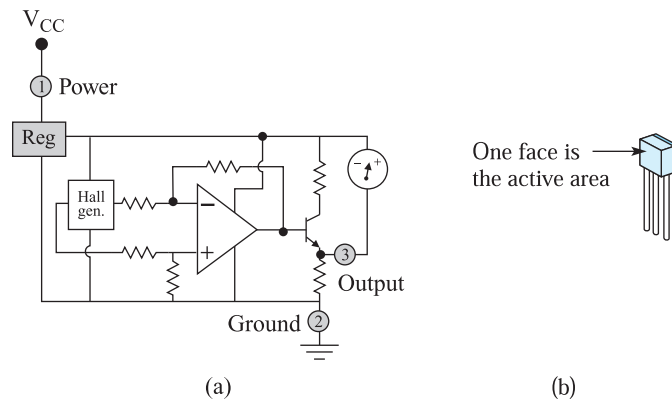 V_CC
1 Power
Reg
- +
Hall
gen.
−
+
3
Output
Ground 2
(a)
One face is
the active area
(b)